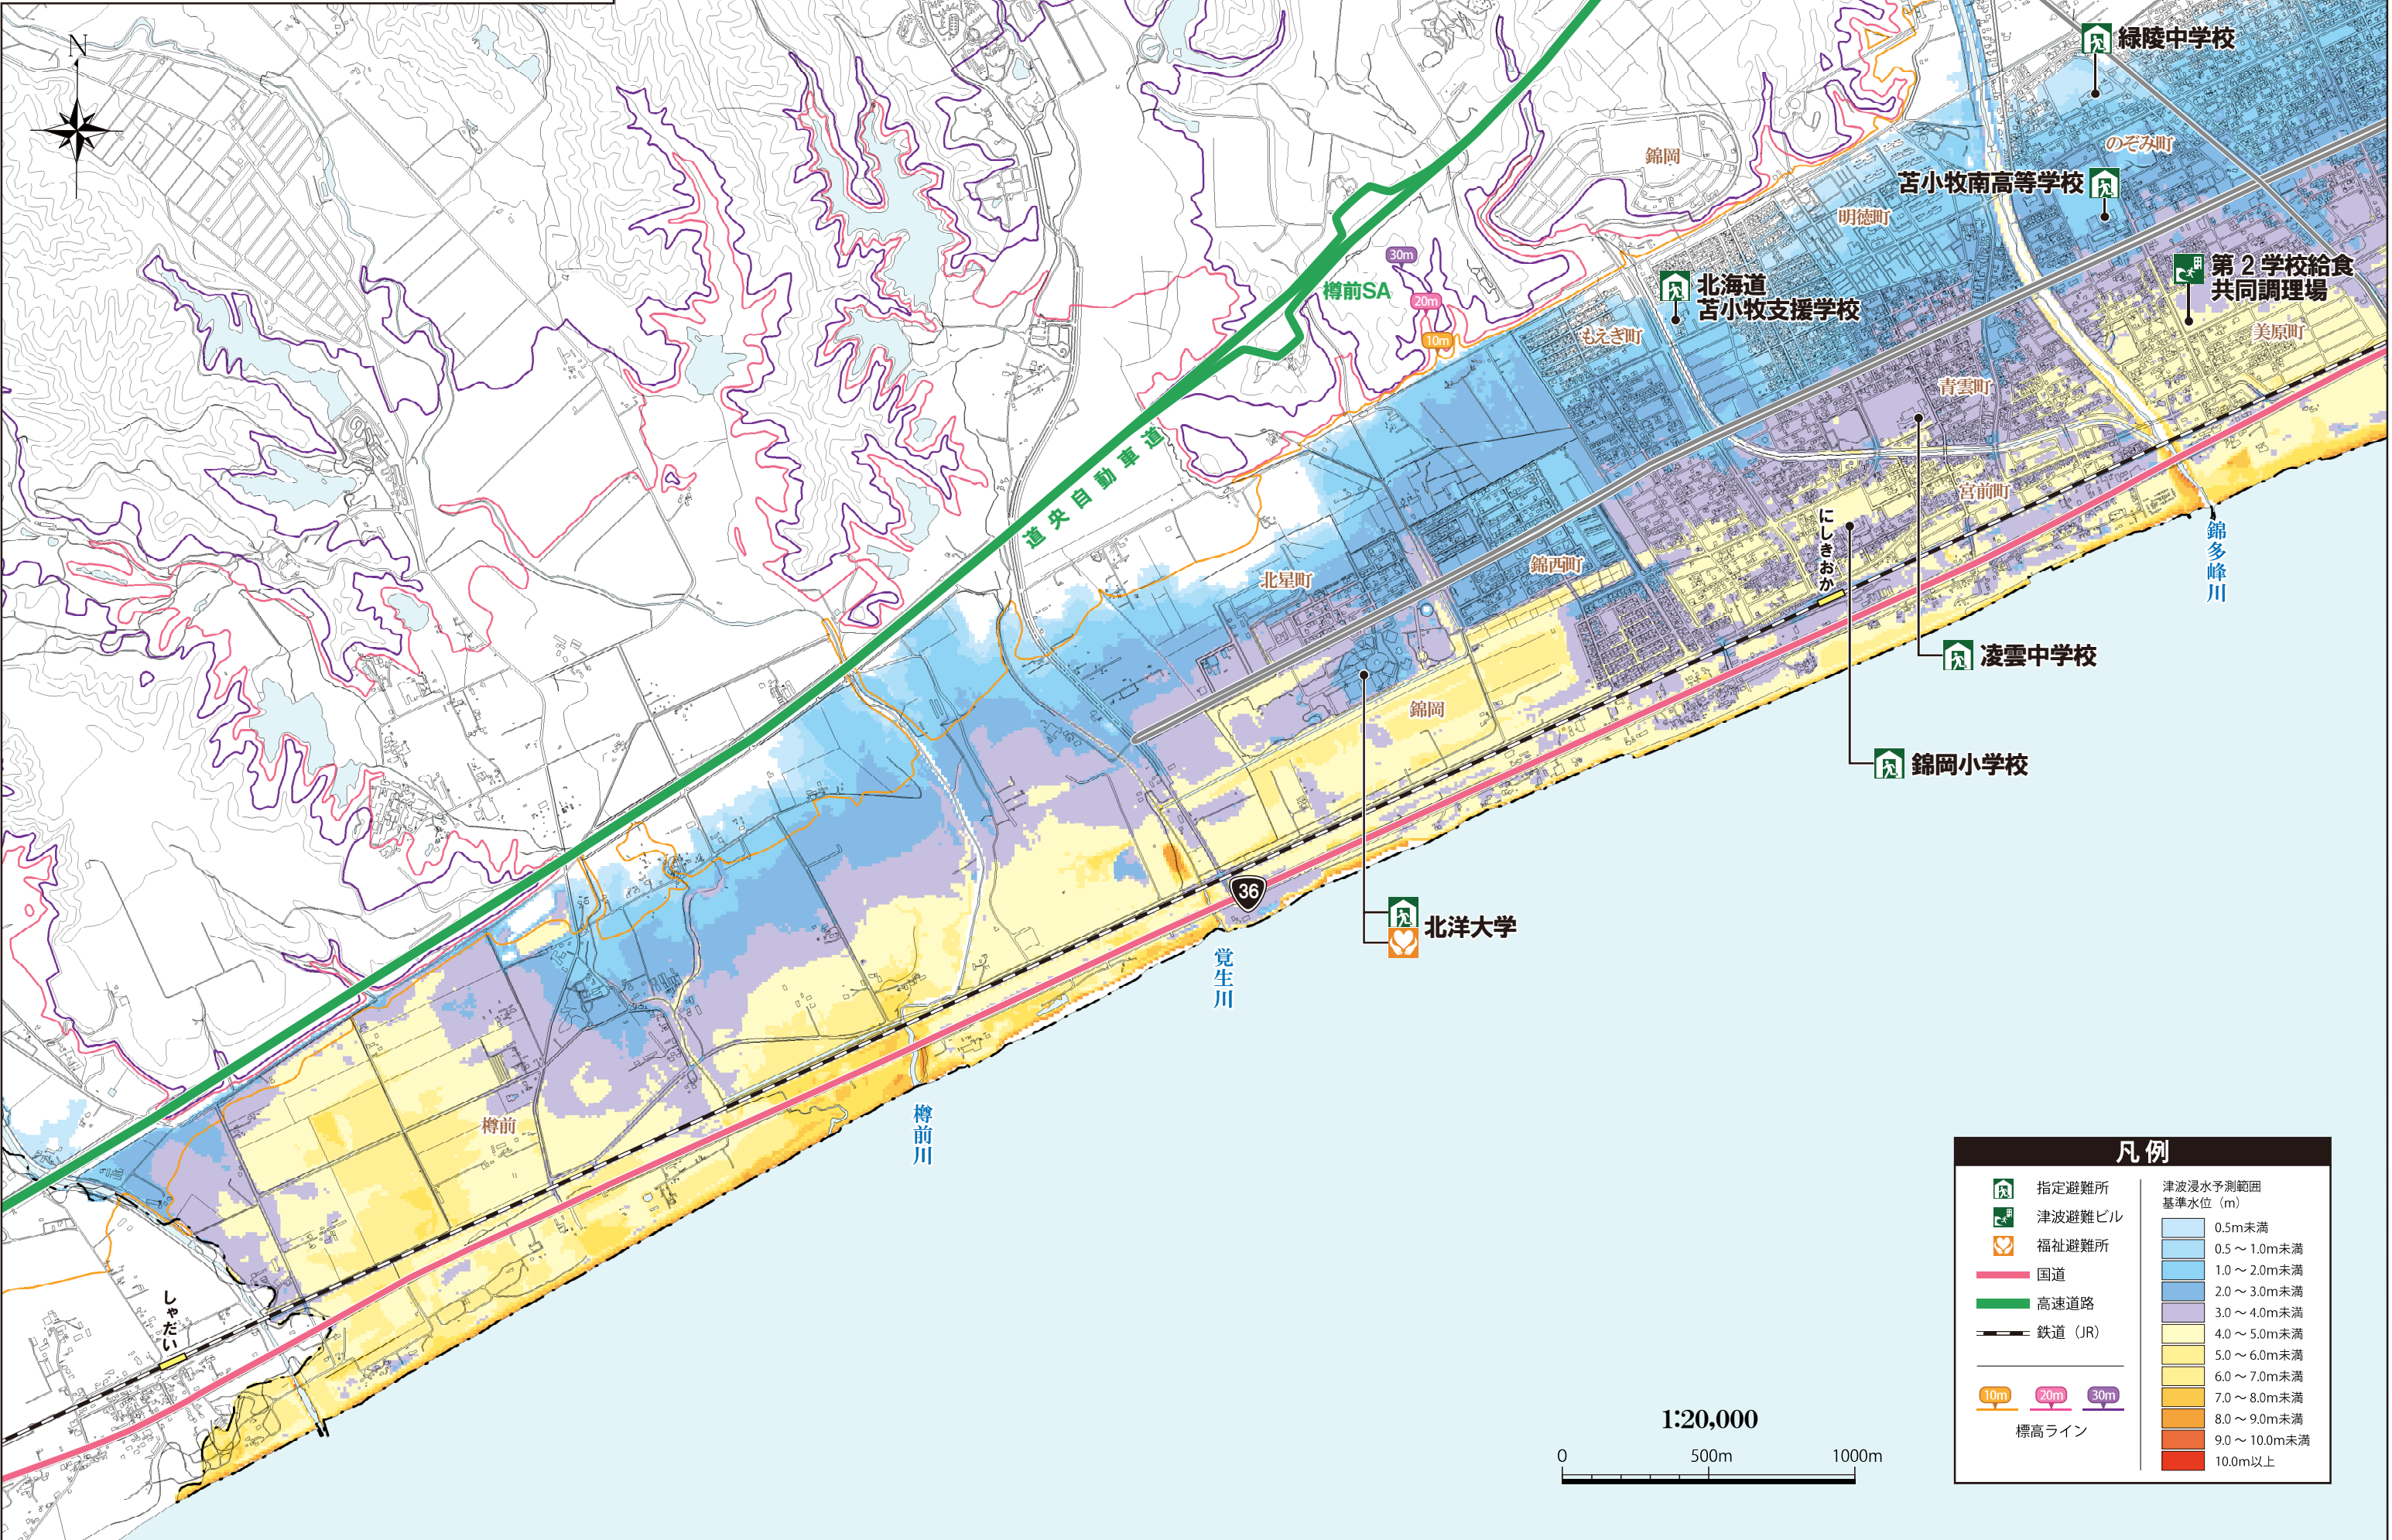 N
緑陵中学校
のぞみ町
錦岡
苫小牧南高等学校
明徳町
30m
第2学校給食
共同調理場
樽前SA
20m
北海道
苫小牧支援学校
10m
もえぎ町
美原町
青雲町
道央自動車道
宮前町
にしきおか
錦多峰川
北星町
錦西町
凌雲中学校
錦岡
錦岡小学校
36
北洋大学
覚生川
樽前
樽前川
しゃだい
1:20,000
0 500m 1000m
凡例
指定避難所
津波避難ビル
福祉避難所
国道
高速道路
鉄道（JR）
10m 20m 30m
標高ライン
津波浸水予測範囲
基準水位（m）
0.5m未満
0.5～1.0m未満
1.0～2.0m未満
2.0～3.0m未満
3.0～4.0m未満
4.0～5.0m未満
5.0～6.0m未満
6.0～7.0m未満
7.0～8.0m未満
8.0～9.0m未満
9.0～10.0m未満
10.0m以上